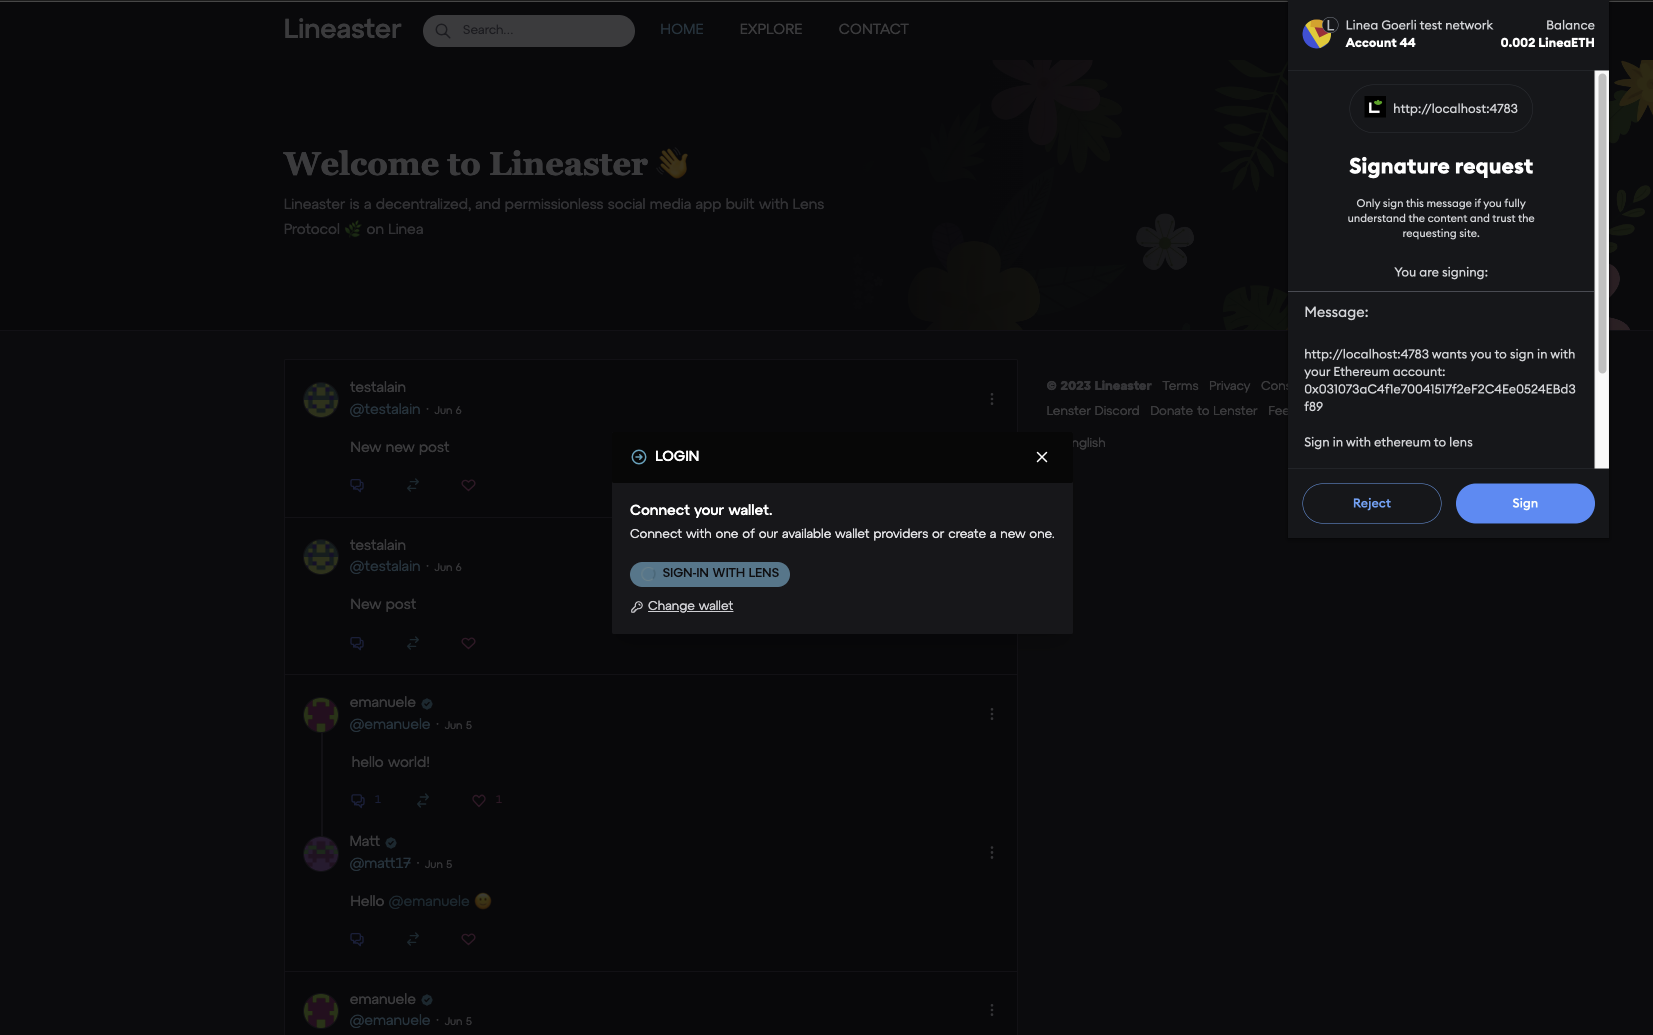 Lineaster
Search...
HOME
EXPLORE
CONTACT
Welcome to Lineaster 👋
Lineaster is a decentralized, and permissionless social media app built with Lens
Protocol 🌿 on Linea
testalain
@testalain · Jun 6
New new post
testalain
@testalain · Jun 6
New post
emanuele
@emanuele · Jun 5
hello world!
1
1
Matt
@matt17 · Jun 5
Hello @emanuele 🙂
emanuele
@emanuele · Jun 5
© 2023 Lineaster Terms Privacy
Lenster Discord Donate to Lenster
LOGIN
Connect your wallet.
Connect with one of our available wallet providers or create a new one.
SIGN-IN WITH LENS
Change wallet
L
Linea Goerli test network
Account 44
Balance
0.002 LineaETH
L
http://localhost:4783
Signature request
Only sign this message if you fully
understand the content and trust the
requesting site.
You are signing:
Message:
http://localhost:4783 wants you to sign in with
your Ethereum account:
0x031073aC4f1e70041517f2eF2C4Ee0524EBd3
f89
Sign in with ethereum to lens
Reject
Sign